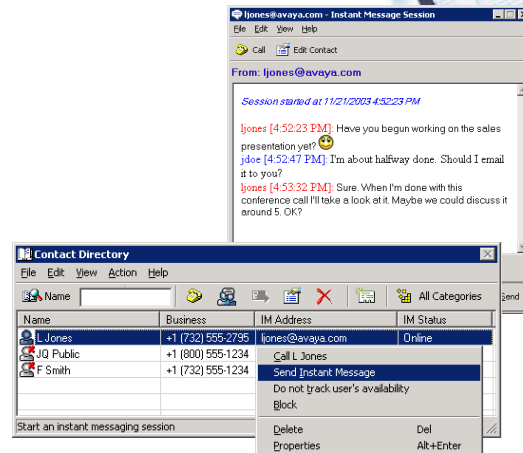 ljones@avaya.com - Instant Message Session
File Edit View Help
Call Edit Contact
From: ljones@avaya.com
Session started at 11/21/2003 4:52:23 PM
ljones [4:52:23 PM]: Have you begun working on the sales
presentation yet?
jdoe [4:52:47 PM]: I'm about halfway done. Should I email
it to you?
ljones [4:53:32 PM]: Sure. When I'm done with this
conference call I'll take a look at it. Maybe we could discuss it
around 5. OK?
Send
Contact Directory
File Edit View Action Help
Name All Categories
Name Business IM Address IM Status
L Jones +1 (732) 555-2795 ljones@avaya.com Online
JQ Public +1 (800) 555-1234
F Smith +1 (732) 555-1234
Call L Jones
Send Instant Message
Do not track user's availability
Block
Delete Del
Properties Alt+Enter
Start an instant messaging session